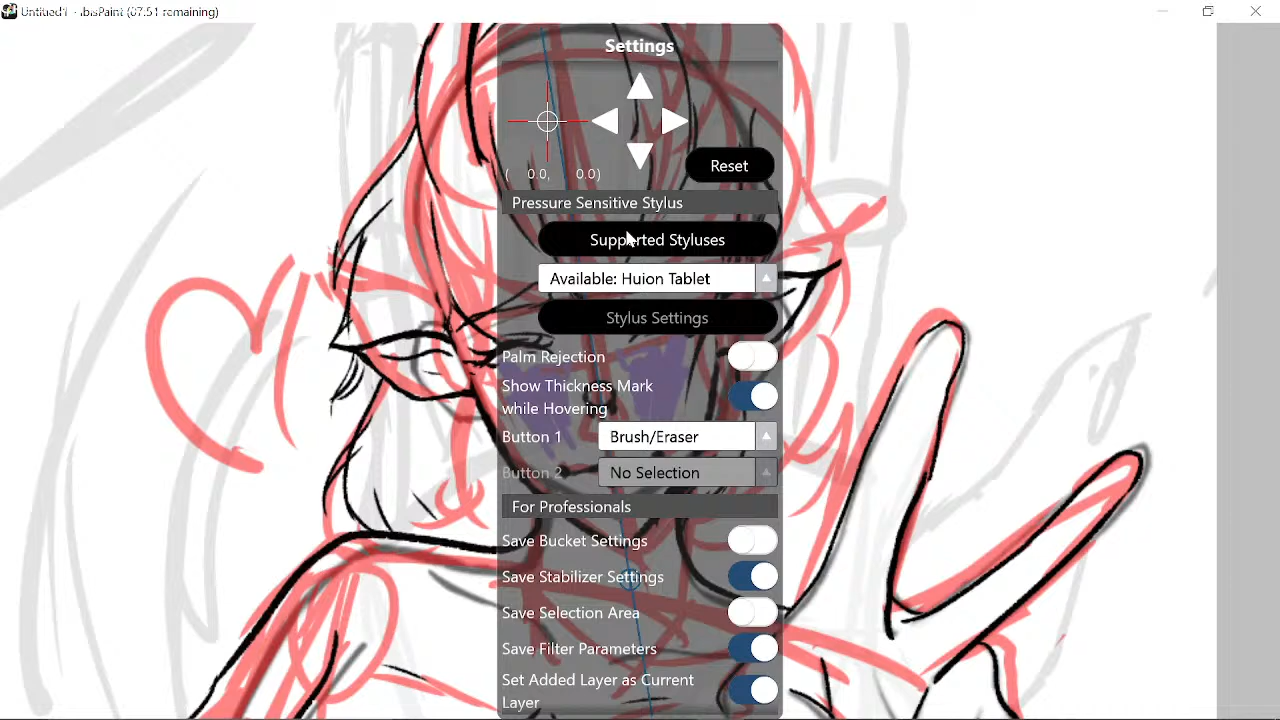 Untitled1 - ibisPaint (07:51 remaining)
Settings
( 0.0, 0.0)
Reset
Pressure Sensitive Stylus
Supported Styluses
Available: Huion Tablet
Stylus Settings
Palm Rejection
Show Thickness Mark
while Hovering
Button 1 Brush/Eraser
Button 2 No Selection
For Professionals
Save Bucket Settings
Save Stabilizer Settings
Save Selection Area
Save Filter Parameters
Set Added Layer as Current
Layer